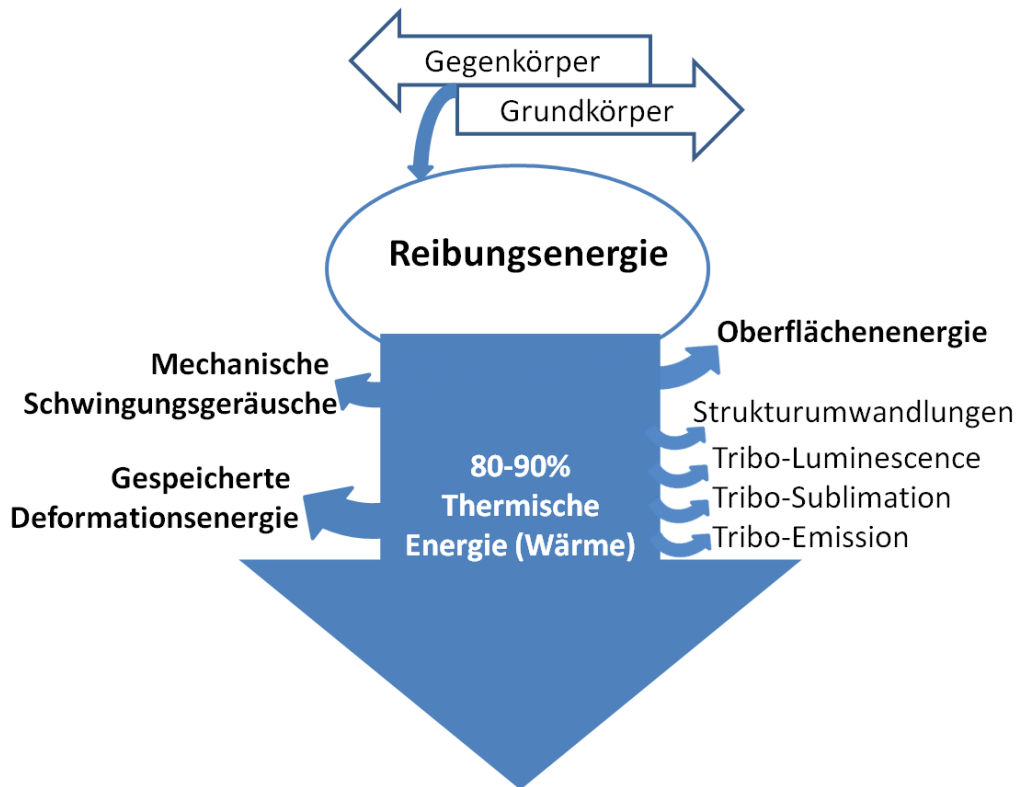 Gegenkörper
Grundkörper
Reibungsenergie
Oberflächenenergie
Mechanische
Schwingungsgeräusche
Strukturumwandlungen
Tribo-Luminescence
Tribo-Sublimation
Tribo-Emission
Gespeicherte
Deformationsenergie
80-90%
Thermische
Energie (Wärme)